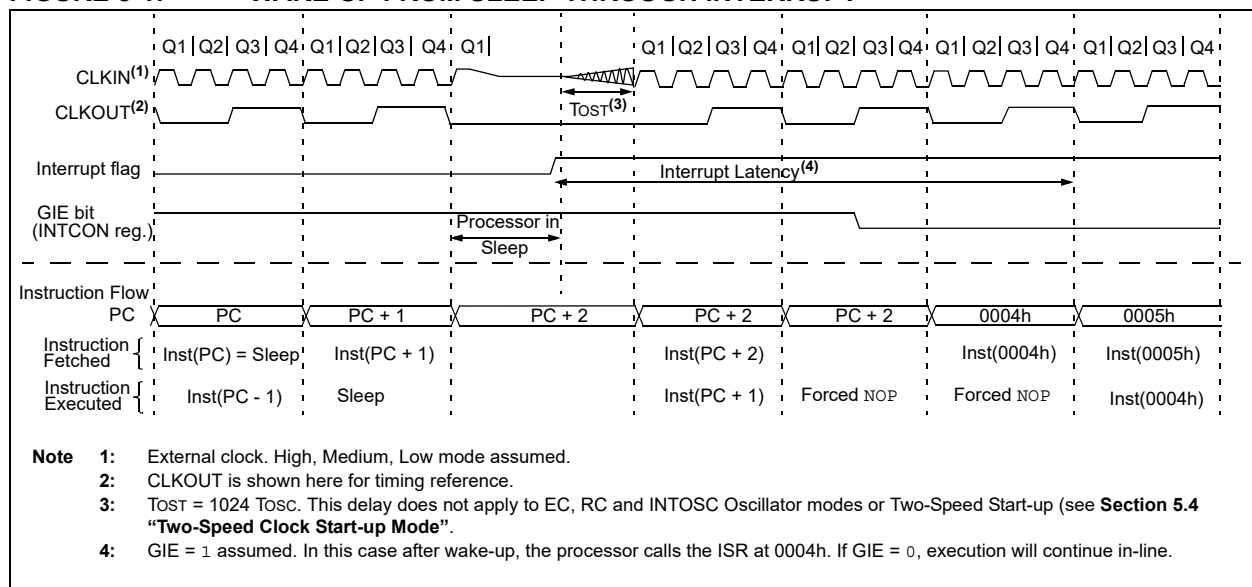 Q1| Q2| Q3| Q4 Q1| Q2| Q3| Q4 Q1| Q1| Q2| Q3| Q4 Q1| Q2| Q3| Q4 Q1| Q2| Q3| Q4 Q1| Q2| Q3| Q4
CLKIN(1)
CLKOUT(2)
TOST(3)
Interrupt flag
Interrupt Latency(4)
GIE bit
(INTCON reg.)
Processor in
Sleep
Instruction Flow
PC PC PC + 1 PC + 2 PC + 2 PC + 2 0004h 0005h
Instruction
Fetched
Inst(PC) = Sleep Inst(PC + 1) Inst(PC + 2) Inst(0004h) Inst(0005h)
Instruction
Executed
Inst(PC - 1) Sleep Inst(PC + 1) Forced NOP Forced NOP Inst(0004h)
Note 1: External clock. High, Medium, Low mode assumed.
2: CLKOUT is shown here for timing reference.
3: TOST = 1024 TOSC. This delay does not apply to EC, RC and INTOSC Oscillator modes or Two-Speed Start-up (see Section 5.4
“Two-Speed Clock Start-up Mode”.
4: GIE = 1 assumed. In this case after wake-up, the processor calls the ISR at 0004h. If GIE = 0, execution will continue in-line.